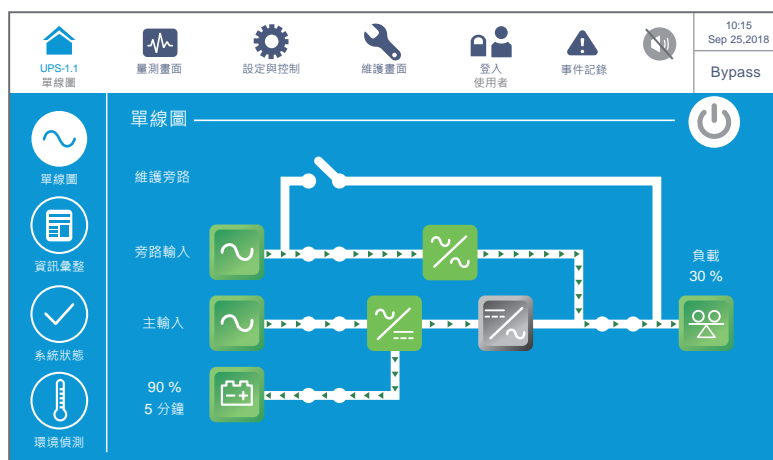 UPS-1.1
單線圖
量測畫面
設定與控制
維護畫面
登入
使用者
事件記錄
10:15
Sep 25,2018
Bypass
單線圖
單線圖
資訊彙整
系統狀態
環境偵測
維護旁路
旁路輸入
主輸入
90 %
5 分鐘
負載
30 %